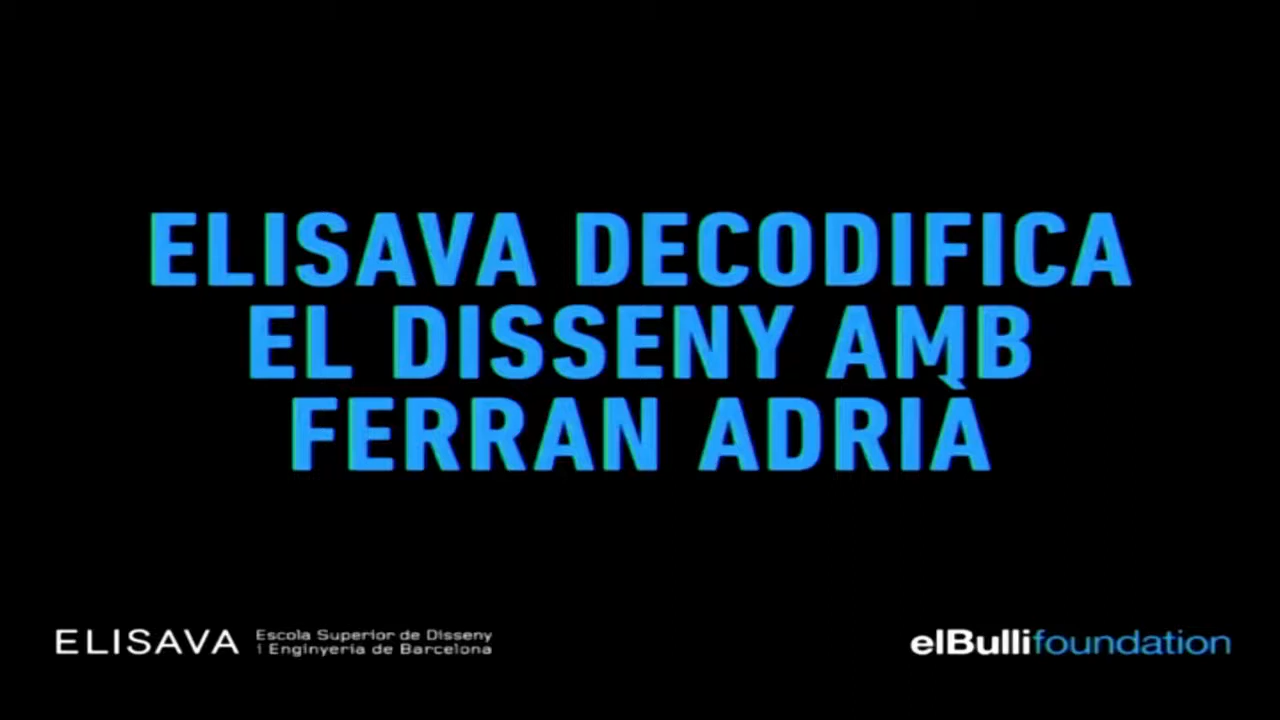 ELISAVA DECODIFICA
EL DISSENY AMB
FERRAN ADRIÀ
ELISAVA
Escola Superior de Disseny
i Enginyeria de Barcelona
elBullifoundation